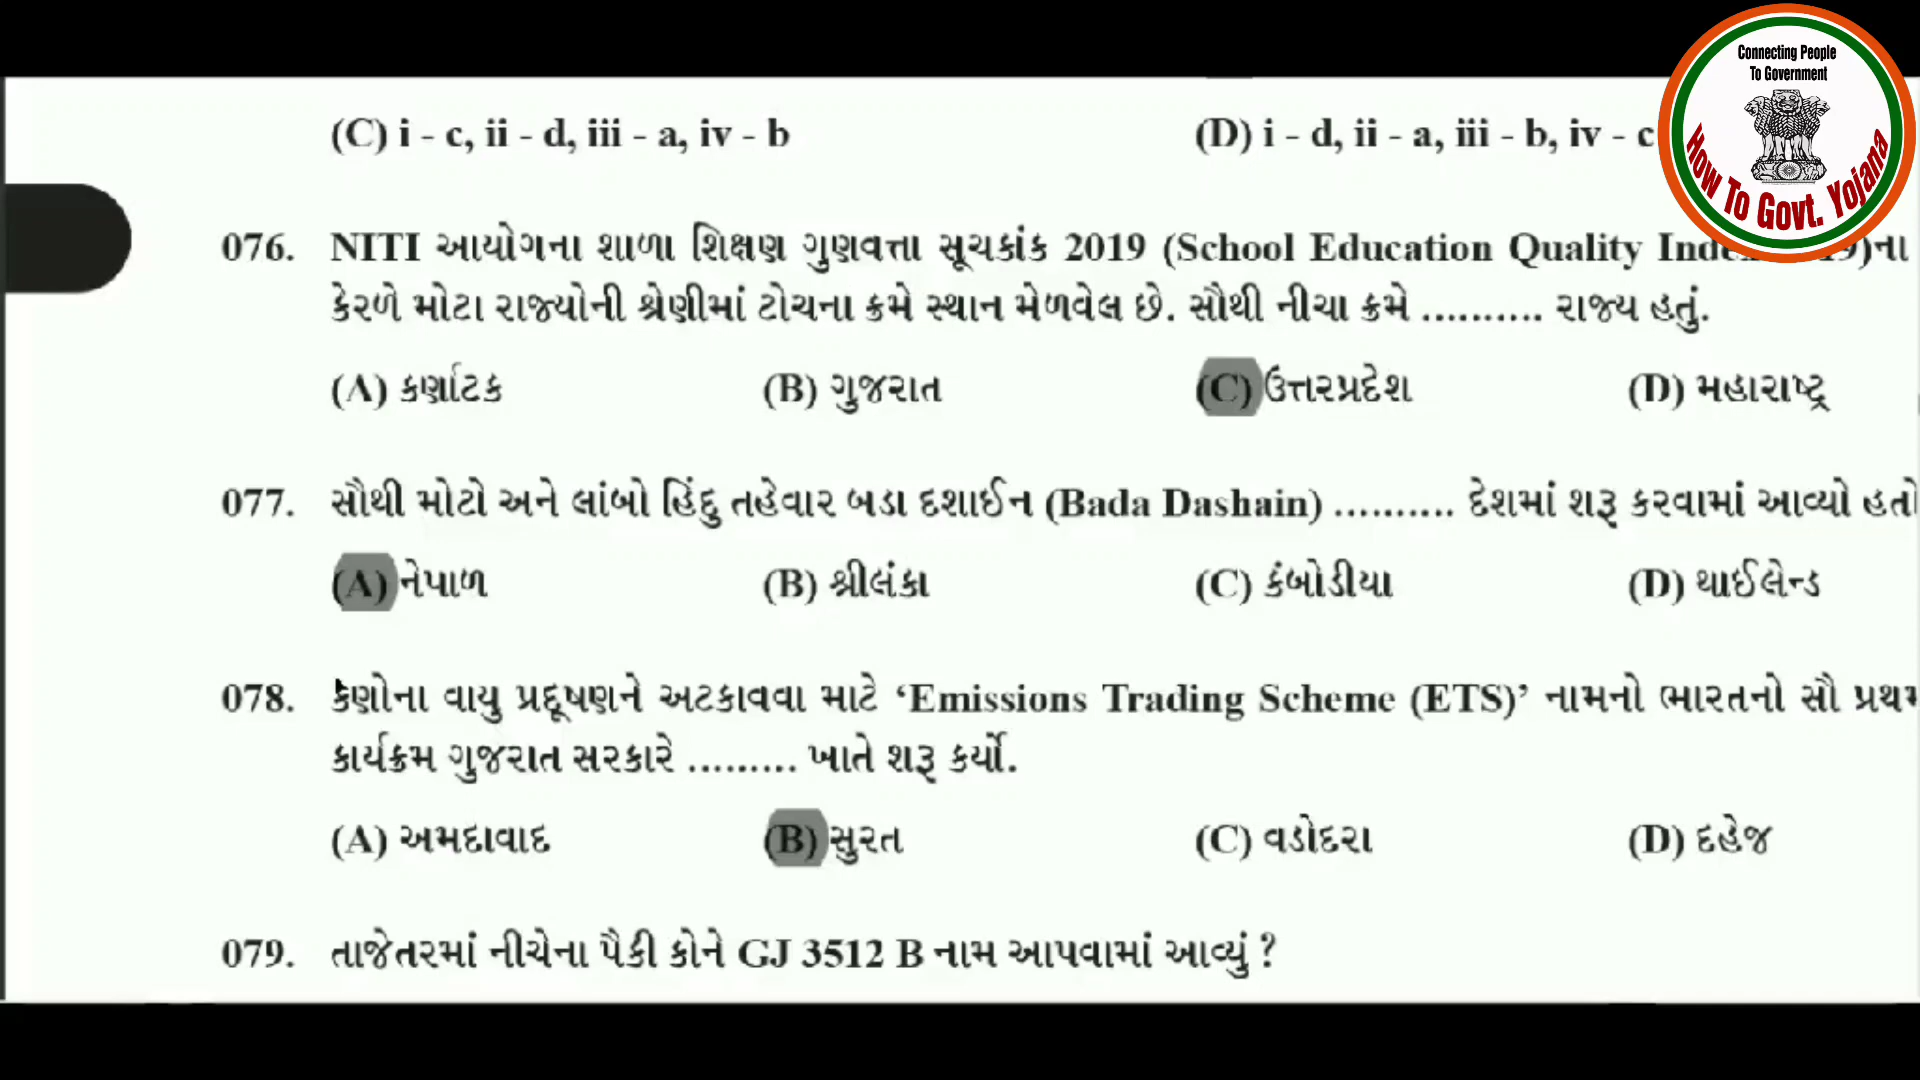 Connecting People
To Government
How To Govt. Yojana
(C) i - c, ii - d, iii - a, iv - b (D) i - d, ii - a, iii - b, iv - c
076. NITI આયોગના શાળા શિક્ષણ ગુણવત્તા સૂચકાંક 2019 (School Education Quality
કેરળે મોટા રાજ્યોની શ્રેણીમાં ટોચના ક્રમે સ્થાન મેળવેલ છે. સૌથી નીચા ક્રમે .......... રાજ્ય હતું.
(A) કર્ણાટક (B) ગુજરાત (C) ઉત્તરપ્રદેશ (D) મહારાષ્ટ્ર
077. સૌથી મોટો અને લાંબો હિંદુ તહેવાર બડા દશાઈન (Bada Dashain) .......... દેશમાં શરૂ કરવામાં આવ્યો હતો
(A) નેપાળ (B) શ્રીલંકા (C) કંબોડીયા (D) થાઈલેન્ડ
078. કણોના વાયુ પ્રદૂષણને અટકાવવા માટે ‘Emissions Trading Scheme (ETS)’ નામનો ભારતનો સૌ
કાર્યક્રમ ગુજરાત સરકારે ......... ખાતે શરૂ કર્યો.
(A) અમદાવાદ (B) સુરત (C) વડોદરા (D) દહેજ
079. તાજેતરમાં નીચેના પૈકી કોને GJ 3512 B નામ આપવામાં આવ્યું ?